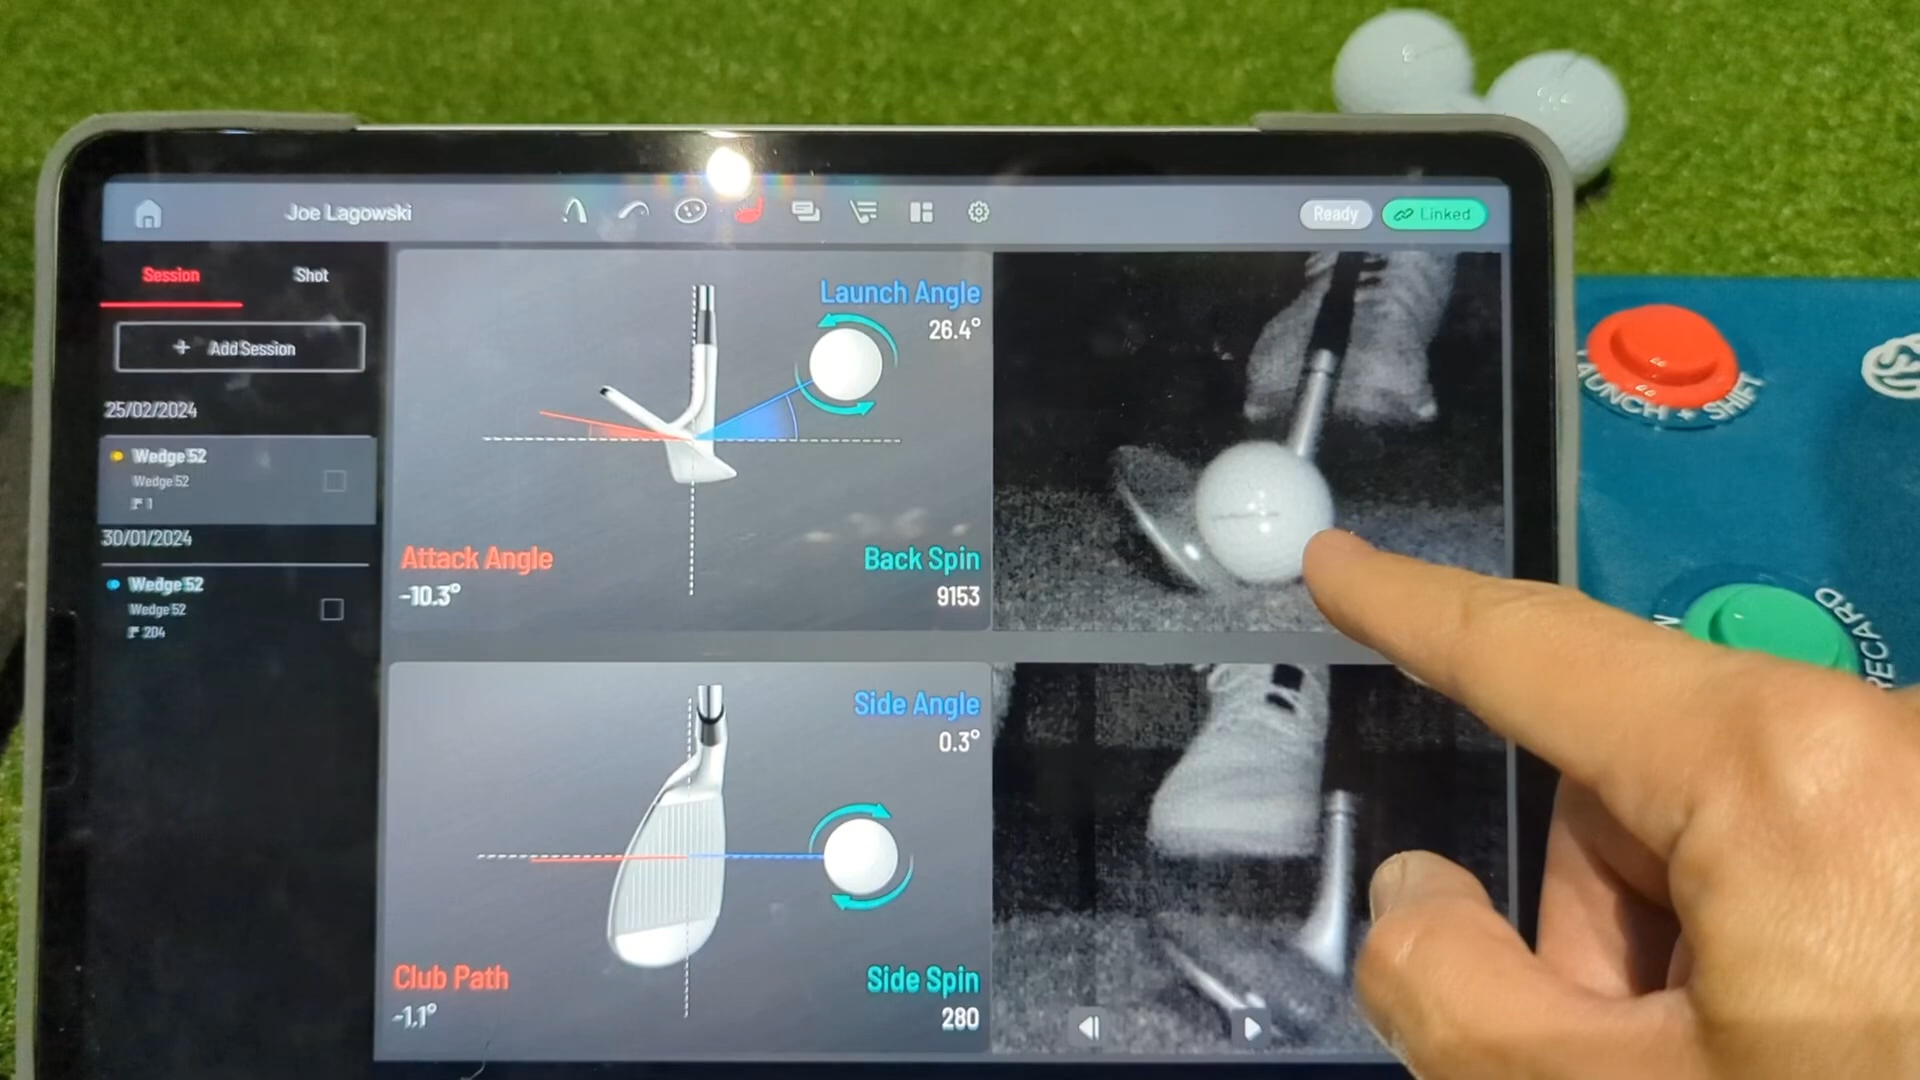 Joe Lagowski
Ready
Linked
Session
Shot
+ Add Session
25/02/2024
Wedge 52
Wedge 52
1
30/01/2024
Wedge 52
Wedge 52
204
Launch Angle
26.4°
Attack Angle
-10.3°
Back Spin
9153
Side Angle
0.3°
Club Path
-1.1°
Side Spin
280
AUNCH + SHIFT